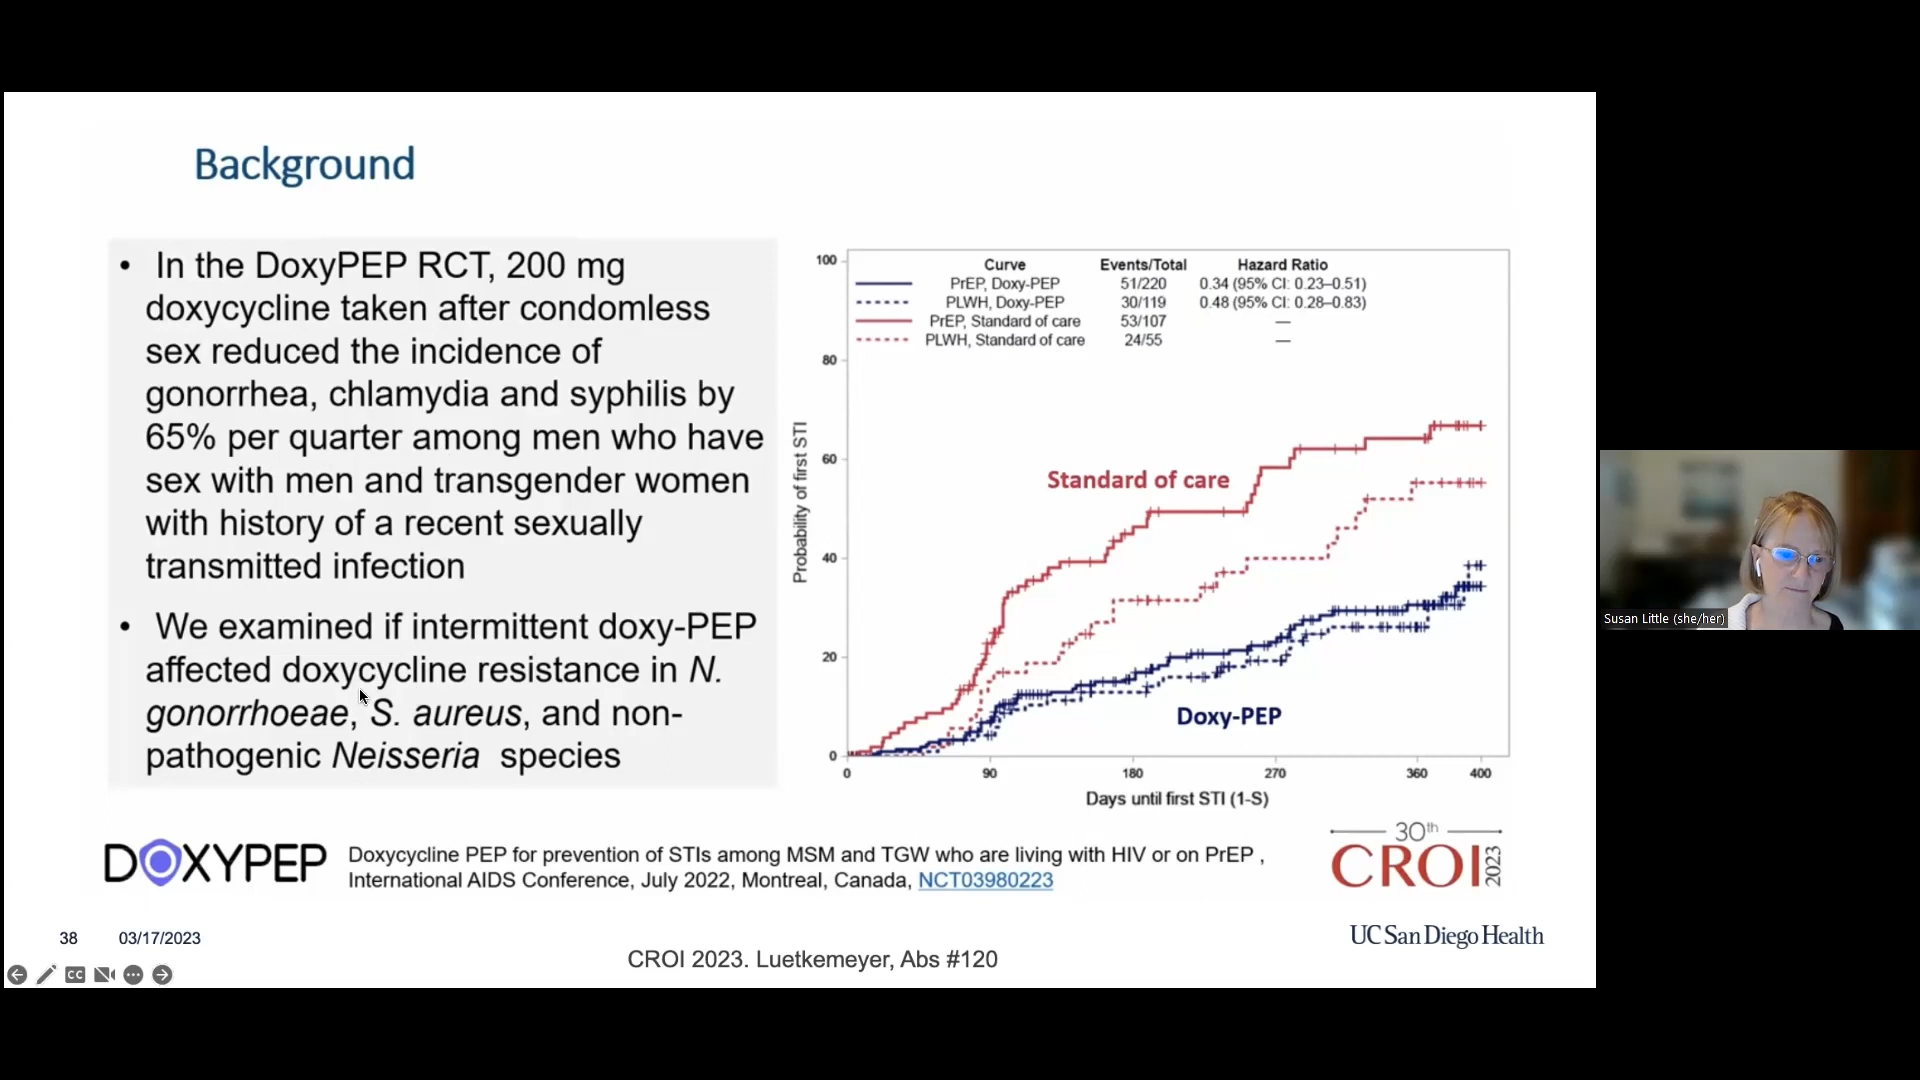 Background
• In the DoxyPEP RCT, 200 mg
doxycycline taken after condomless
sex reduced the incidence of
gonorrhea, chlamydia and syphilis by
65% per quarter among men who have
sex with men and transgender women
with history of a recent sexually
transmitted infection
• We examined if intermittent doxy-PEP
affected doxycycline resistance in N.
gonorrhoeae, S. aureus, and non-
pathogenic Neisseria species
Curve Events/Total Hazard Ratio
PrEP, Doxy-PEP 51/220 0.34 (95% CI: 0.23–0.51)
PLWH, Doxy-PEP 30/119 0.48 (95% CI: 0.28–0.83)
PrEP, Standard of care 53/107 —
PLWH, Standard of care 24/55 —
100
80
60
40
20
0
Probability of first STI
Standard of care
Doxy-PEP
0 90 180 270 360 400
Days until first STI (1-S)
DOXYPEP
Doxycycline PEP for prevention of STIs among MSM and TGW who are living with HIV or on PrEP ,
International AIDS Conference, July 2022, Montreal, Canada, NCT03980223
30th
CROI 2023
38 03/17/2023
UC San Diego Health
CROI 2023. Luetkemeyer, Abs #120
CC
Susan Little (she/her)